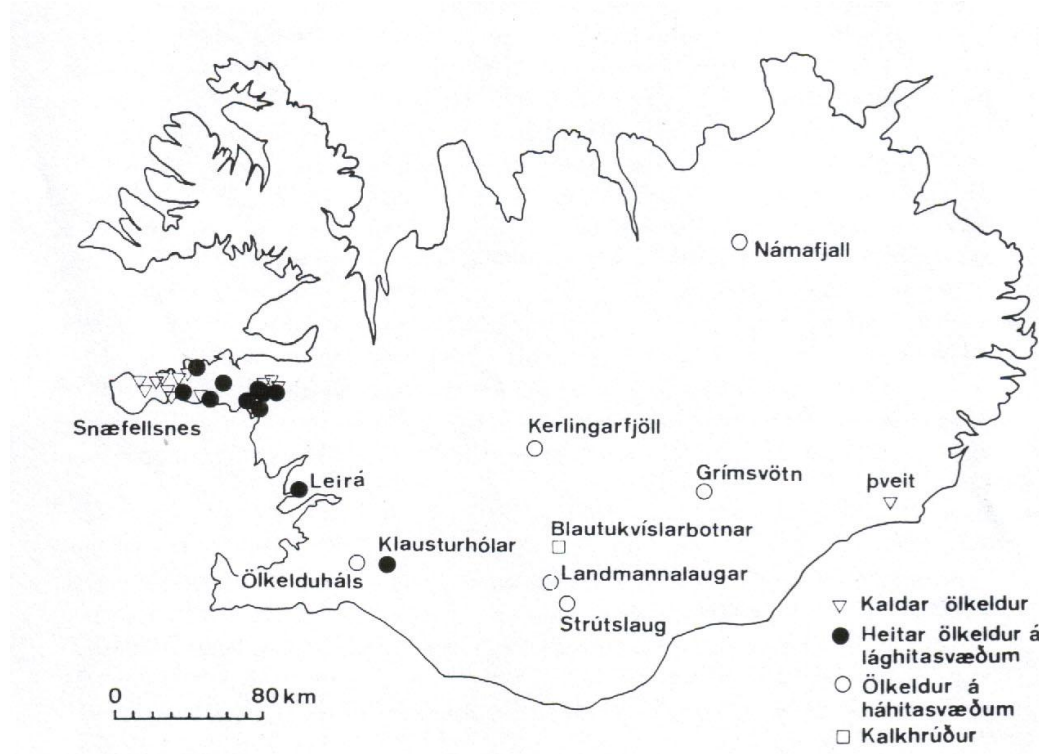 Námafjall
Snæfellsnes
Kerlingarfjöll
Grímsvötn
Leirá
þveit
Blautukvíslarbotnar
Klausturhólar
Ölkelduháls
Landmannalaugar
Strútslaug
Kaldar ölkeldur
Heitar ölkeldur á
lághitasvæðum
Ölkeldur á
háhitasvæðum
Kalkhrúður
0 80 km